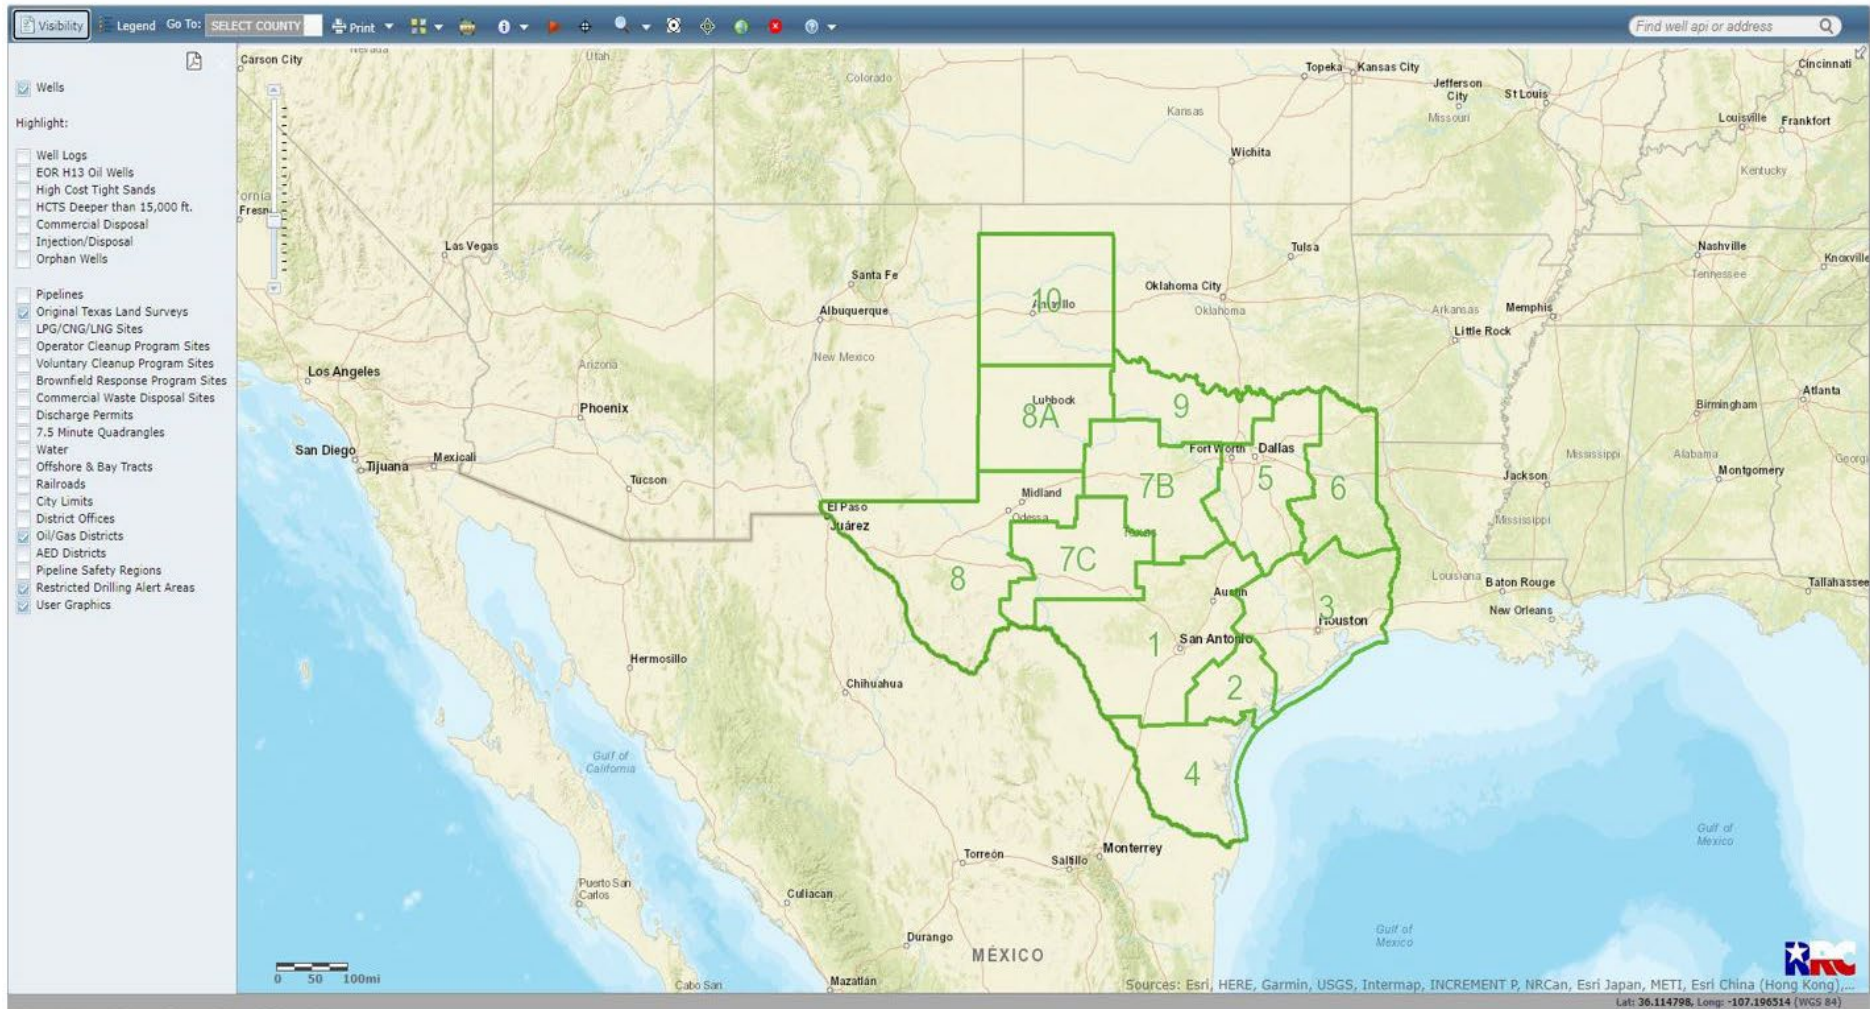 Visibility
Legend
Go To:
SELECT COUNTY
Print
Find well api or address
Wells
Highlight:
Well Logs
EOR H13 Oil Wells
High Cost Tight Sands
HCTS Deeper than 15,000 ft.
Commercial Disposal
Injection/Disposal
Orphan Wells
Pipelines
Original Texas Land Surveys
LPG/CNG/LNG Sites
Operator Cleanup Program Sites
Voluntary Cleanup Program Sites
Brownfield Response Program Sites
Commercial Waste Disposal Sites
Discharge Permits
7.5 Minute Quadrangles
Water
Offshore & Bay Tracts
Railroads
City Limits
District Offices
Oil/Gas Districts
AED Districts
Pipeline Safety Regions
Restricted Drilling Alert Areas
User Graphics
Carson City
Nevada
Utah
Colorado
Topeka
Kansas City
Jefferson
City
St Louis
Cincinnati
Kansas
Missouri
Louisville
Frankfort
Wichita
Kentucky
ornia
Fresn
Las Vegas
Santa Fe
Tulsa
Nashville
Knoxville
Tennessee
Oklahoma City
Albuquerque
10
Amarillo
Oklahoma
Arkansas
Memphis
Little Rock
New Mexico
Los Angeles
Arizona
Phoenix
Lubbock
8A
9
Atlanta
Birmingham
San Diego
Tijuana
Mexicali
Fort Worth
Dallas
Mississippi
Alabama
Georgi
Montgomery
Tucson
Jackson
Midland
Odessa
7B
5
6
El Paso
Juárez
Texas
Mississippi
7C
8
Louisiana
Baton Rouge
Tallahassee
Austin
New Orleans
3
Houston
1
San Antonio
Hermosillo
Chihuahua
2
Gulf of
California
4
Gulf of
Mexico
Torreón
Saltillo
Monterrey
Puerto San
Carlos
Culiacan
Durango
MÉXICO
Gulf of
Mexico
RRC
0 50 100mi
Cabo San
Mazatlán
Sources: Esri, HERE, Garmin, USGS, Intermap, INCREMENT P, NRCan, Esri Japan, METI, Esri China (Hong Kong),...
Lat: 36.114798, Long: -107.196514 (WGS 84)